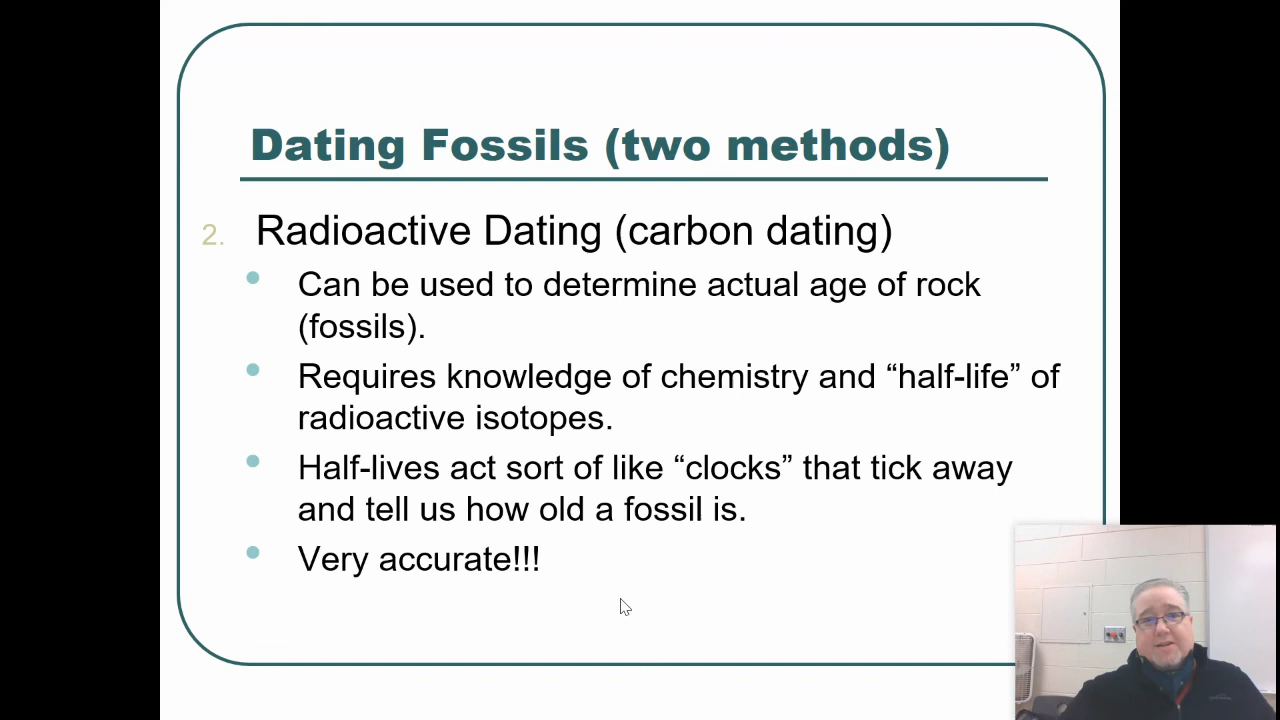 Dating Fossils (two methods)
2. Radioactive Dating (carbon dating)
• Can be used to determine actual age of rock
(fossils).
• Requires knowledge of chemistry and “half-life” of
radioactive isotopes.
• Half-lives act sort of like “clocks” that tick away
and tell us how old a fossil is.
• Very accurate!!!